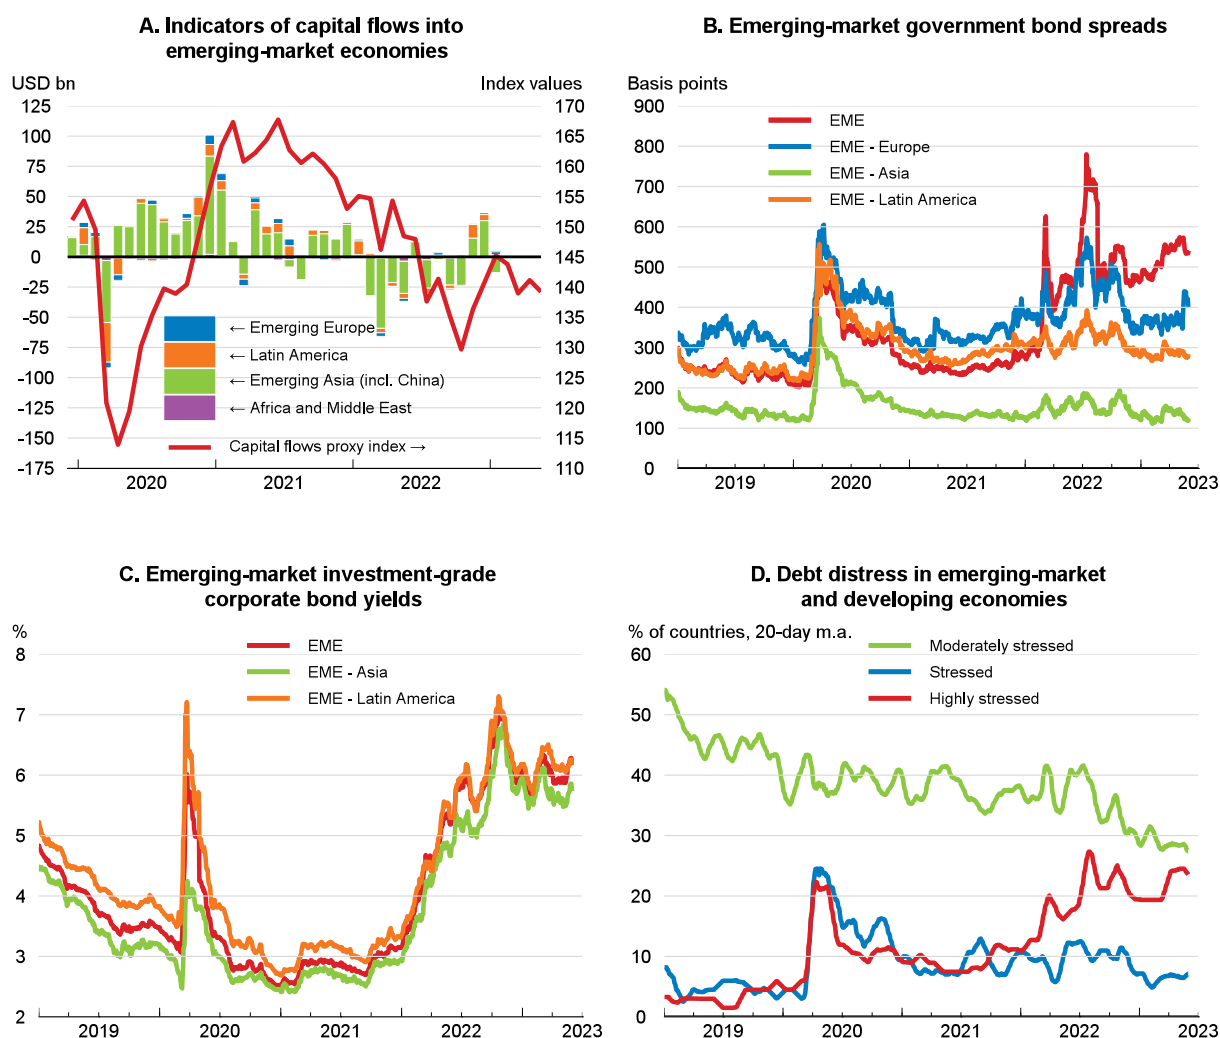 A. Indicators of capital flows into
emerging-market economies
USD bn
Index values
125
100
75
50
25
0
-25
-50
-75
-100
-125
-150
-175
170
165
160
155
150
145
140
135
130
125
120
115
110
← Emerging Europe
← Latin America
← Emerging Asia (incl. China)
← Africa and Middle East
Capital flows proxy index →
2020
2021
2022
B. Emerging-market government bond spreads
Basis points
900
800
700
600
500
400
300
200
100
0
EME
EME - Europe
EME - Asia
EME - Latin America
2019
2020
2021
2022
2023
C. Emerging-market investment-grade
corporate bond yields
%
8
7
6
5
4
3
2
EME
EME - Asia
EME - Latin America
2019
2020
2021
2022
2023
D. Debt distress in emerging-market
and developing economies
% of countries, 20-day m.a.
60
50
40
30
20
10
0
Moderately stressed
Stressed
Highly stressed
2019
2020
2021
2022
2023